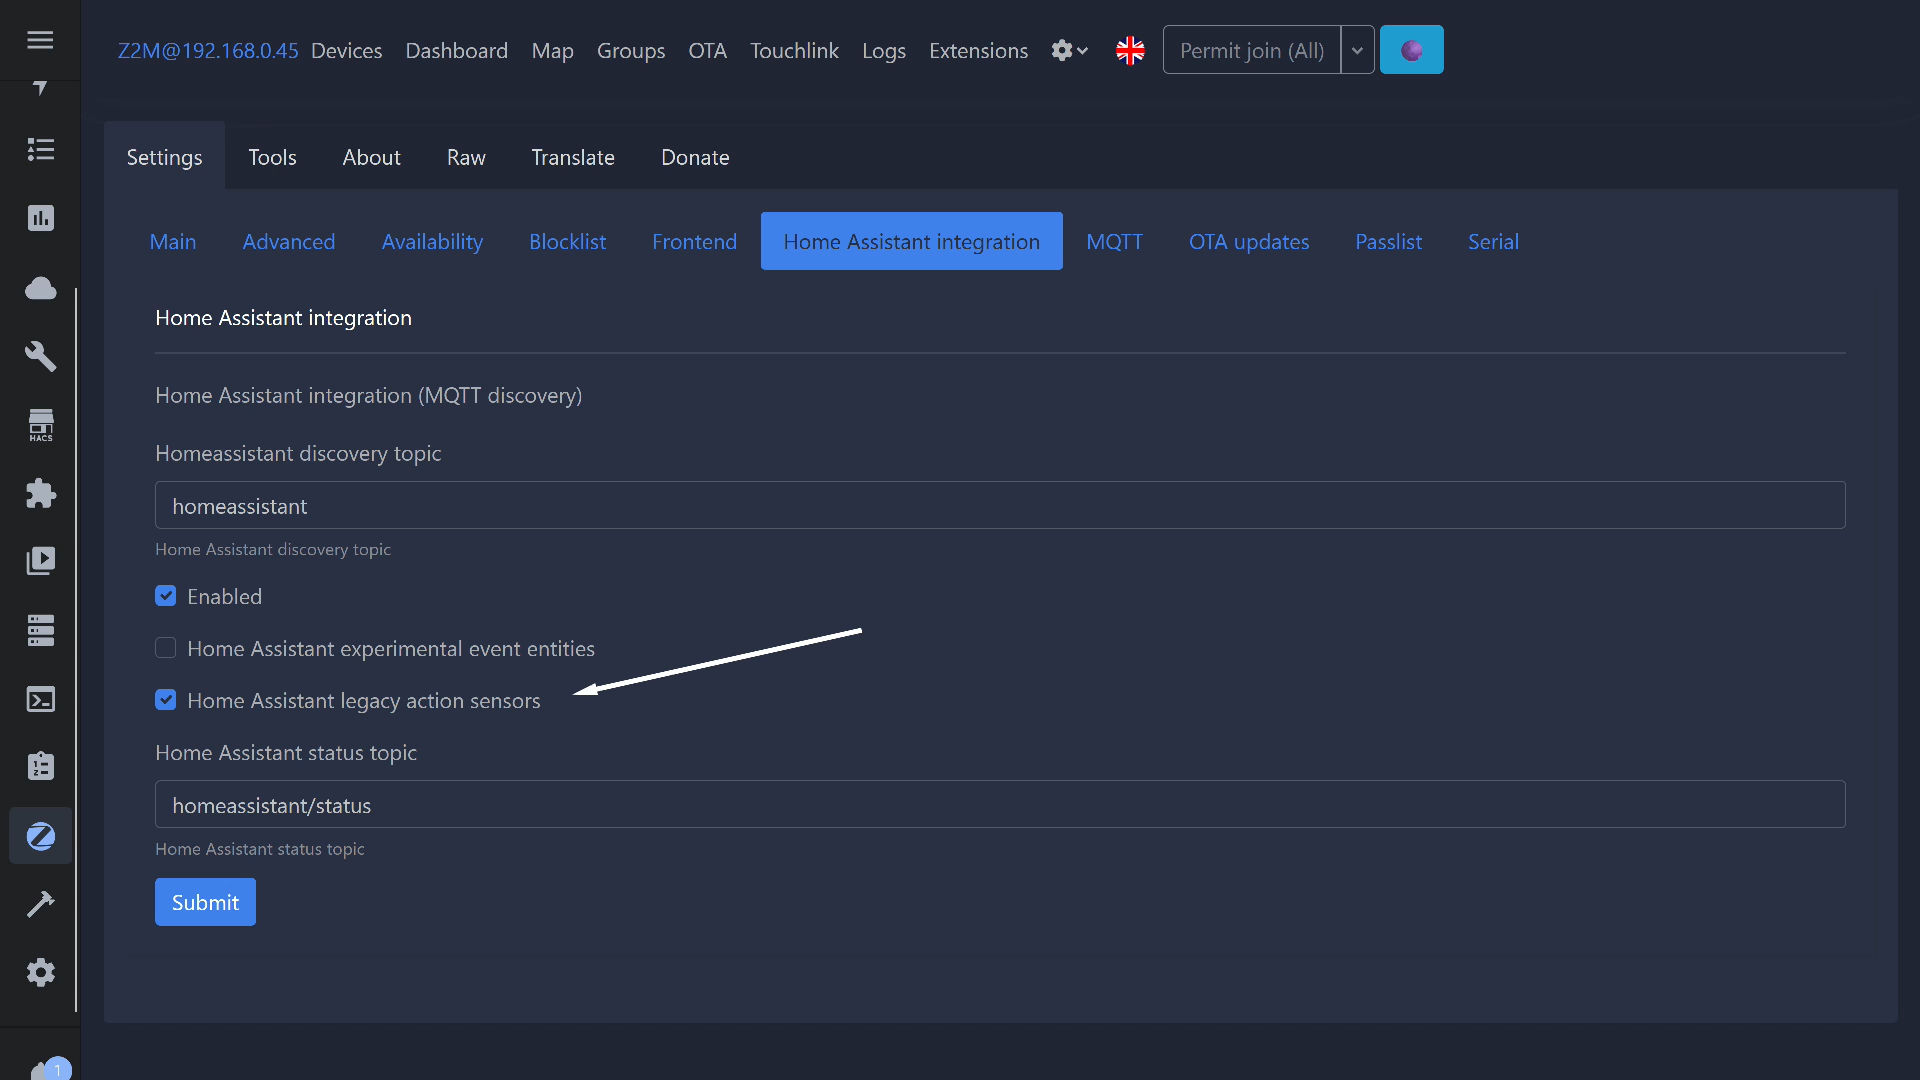 Z2M@192.168.0.45 Devices Dashboard Map Groups OTA Touchlink Logs Extensions Permit join (All)
Settings Tools About Raw Translate Donate
Main Advanced Availability Blocklist Frontend Home Assistant integration MQTT OTA updates Passlist Serial
Home Assistant integration
Home Assistant integration (MQTT discovery)
Homeassistant discovery topic
homeassistant
Home Assistant discovery topic
Enabled
Home Assistant experimental event entities
Home Assistant legacy action sensors
Home Assistant status topic
homeassistant/status
Home Assistant status topic
Submit
HACS
1